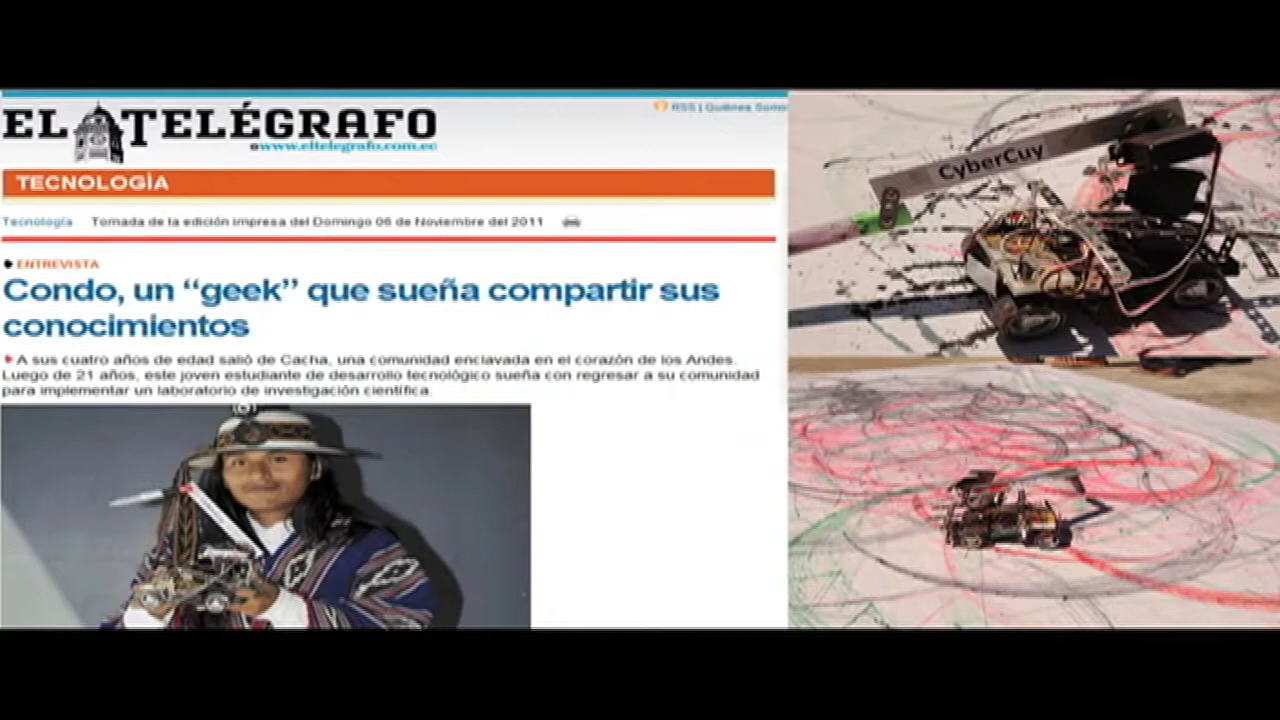 EL TELÉGRAFO
www.eltelegrafo.com.ec
RSS | Quiénes Somo
TECNOLOGÌA
Tecnología Tomada de la edición impresa del Domingo 06 de Noviembre del 2011
ENTREVISTA
Condo, un “geek” que sueña compartir sus
conocimientos
A sus cuatro años de edad salió de Cacha, una comunidad enclavada en el corazón de los Andes.
Luego de 21 años, este joven estudiante de desarrollo tecnológico sueña con regresar a su comunidad
para implementar un laboratorio de investigación científica.
CyberCuy